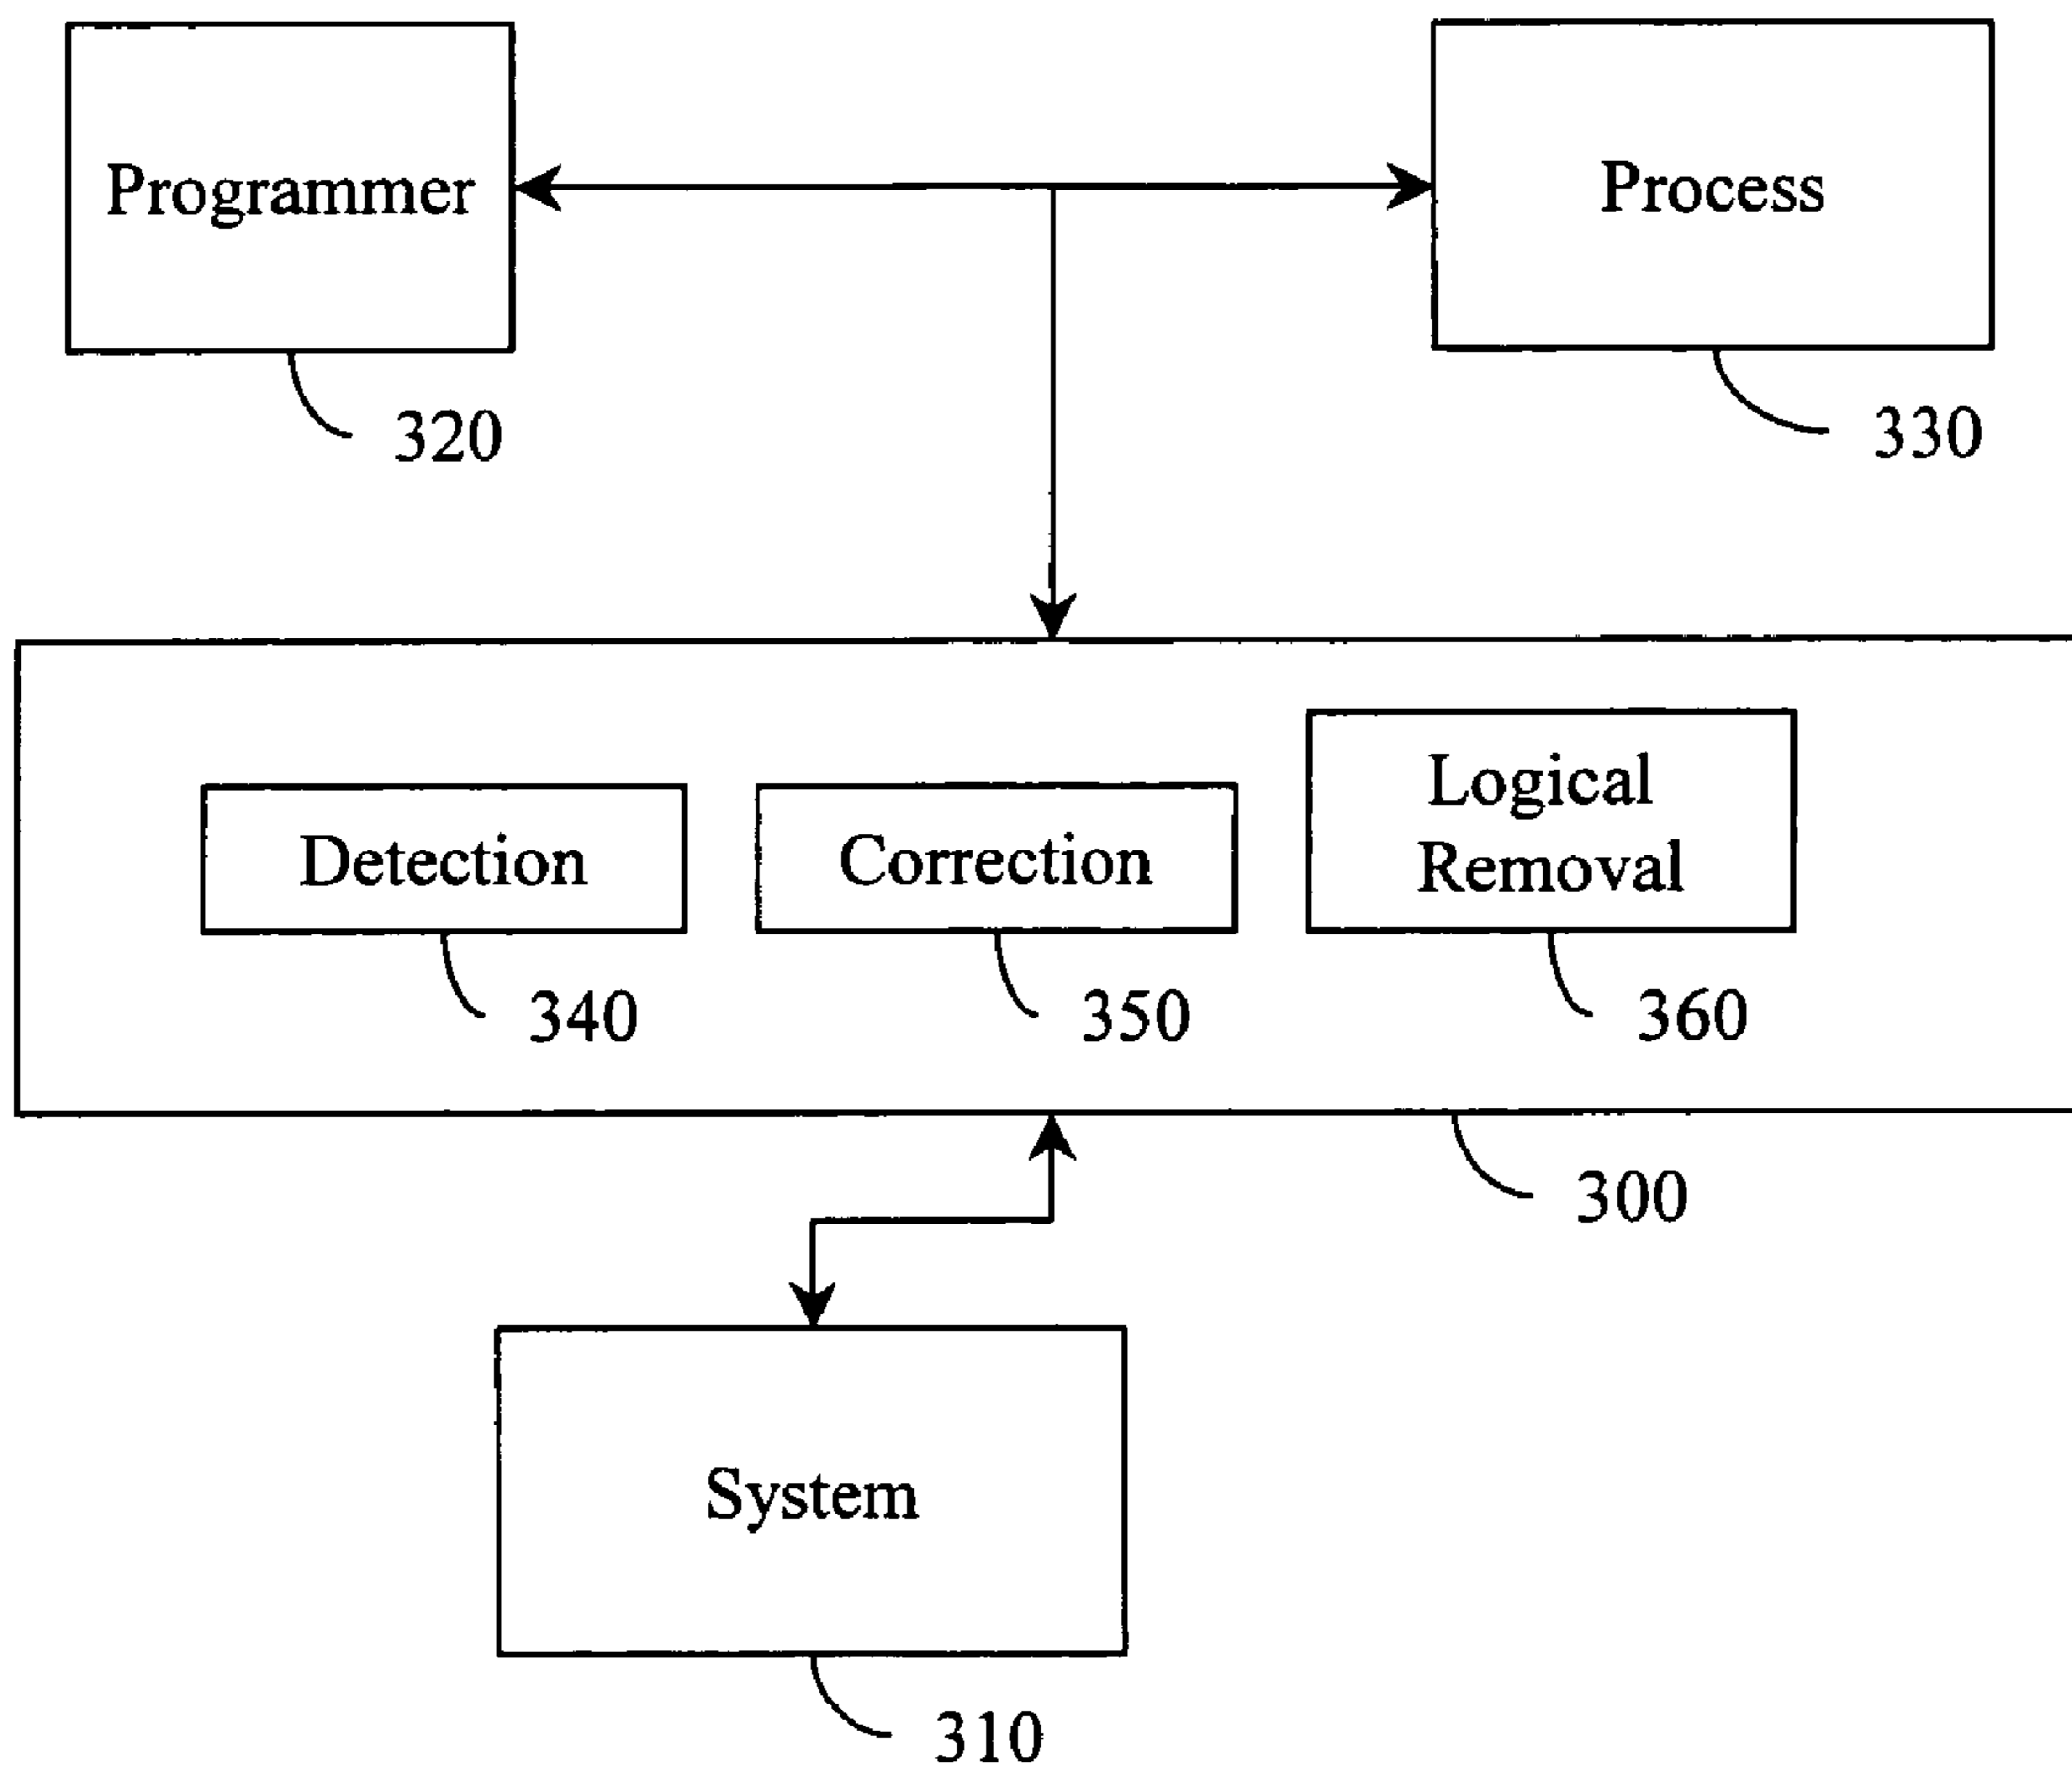 Programmer
Process
320
330
Detection
Correction
Logical
Removal
340
350
360
300
System
310